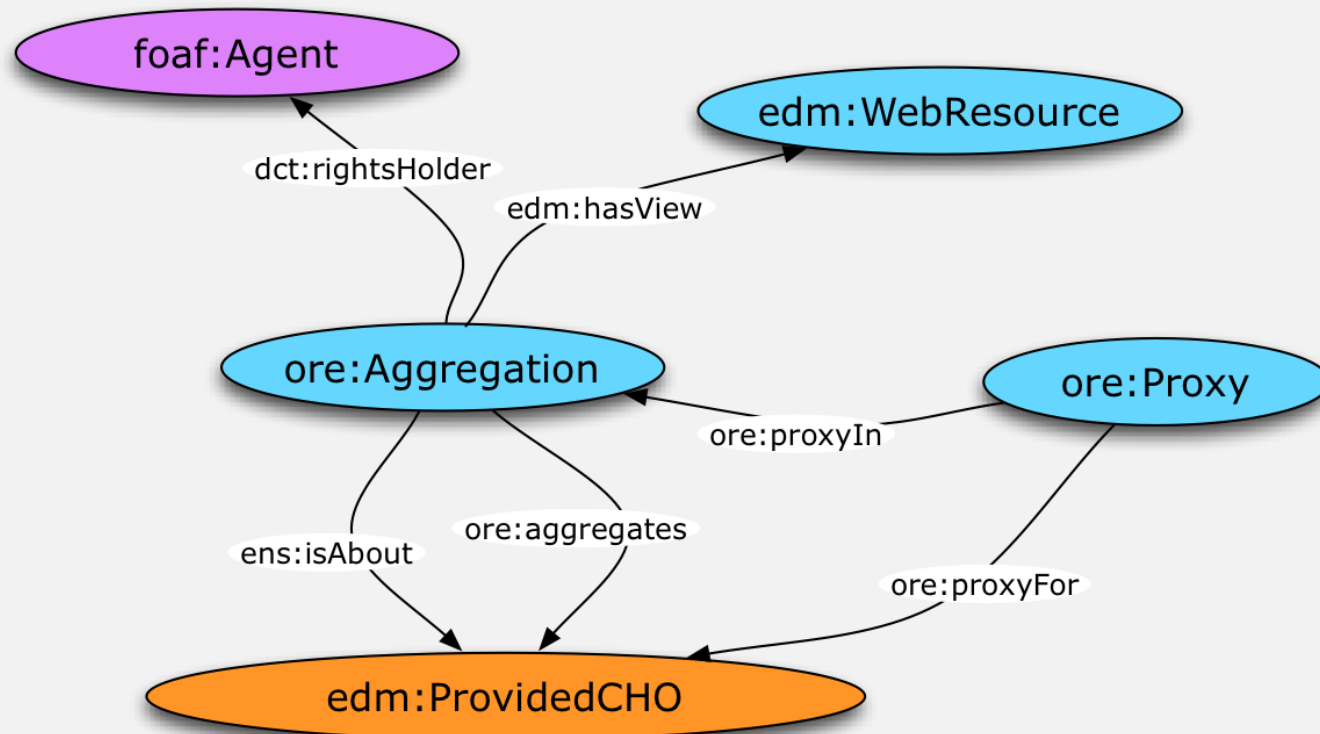 foaf:Agent
edm:WebResource
dct:rightsHolder
edm:hasView
ore:Aggregation
ore:Proxy
ore:proxyIn
ore:aggregates
ens:isAbout
ore:proxyFor
edm:ProvidedCHO